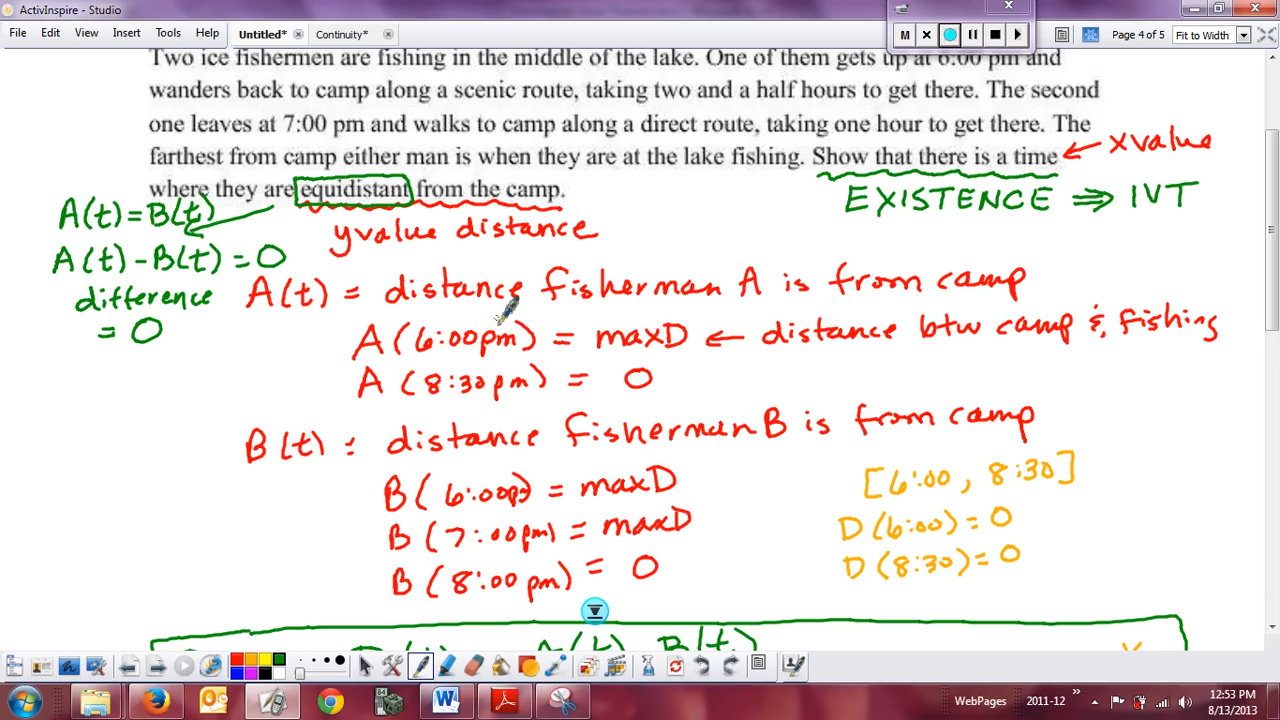 ActivInspire - Studio
File Edit View Insert Tools Help Untitled* Continuity* Page 4 of 5 Fit to Width
Two ice fishermen are fishing in the middle of the lake. One of them gets up at 6:00 pm and
wanders back to camp along a scenic route, taking two and a half hours to get there. The second
one leaves at 7:00 pm and walks to camp along a direct route, taking one hour to get there. The
farthest from camp either man is when they are at the lake fishing. Show that there is a time
← x value
where they are equidistant from the camp.
EXISTENCE ⇒ IVT
A(t)=B(t)
y value distance
A(t)-B(t)=0
difference
= 0
A(t) = distance fisherman A is from camp
A(6:00pm) = maxD ← distance btw camp & fishing
A(8:30pm) = 0
B(t) = distance fisherman B is from camp
B(6:00pm) = maxD
B(7:00pm) = maxD
B(8:00pm) = 0
[6:00, 8:30]
D(6:00)=0
D(8:30)=0
A(t) B(t)
WebPages 2011-12 12:53 PM
8/13/2013